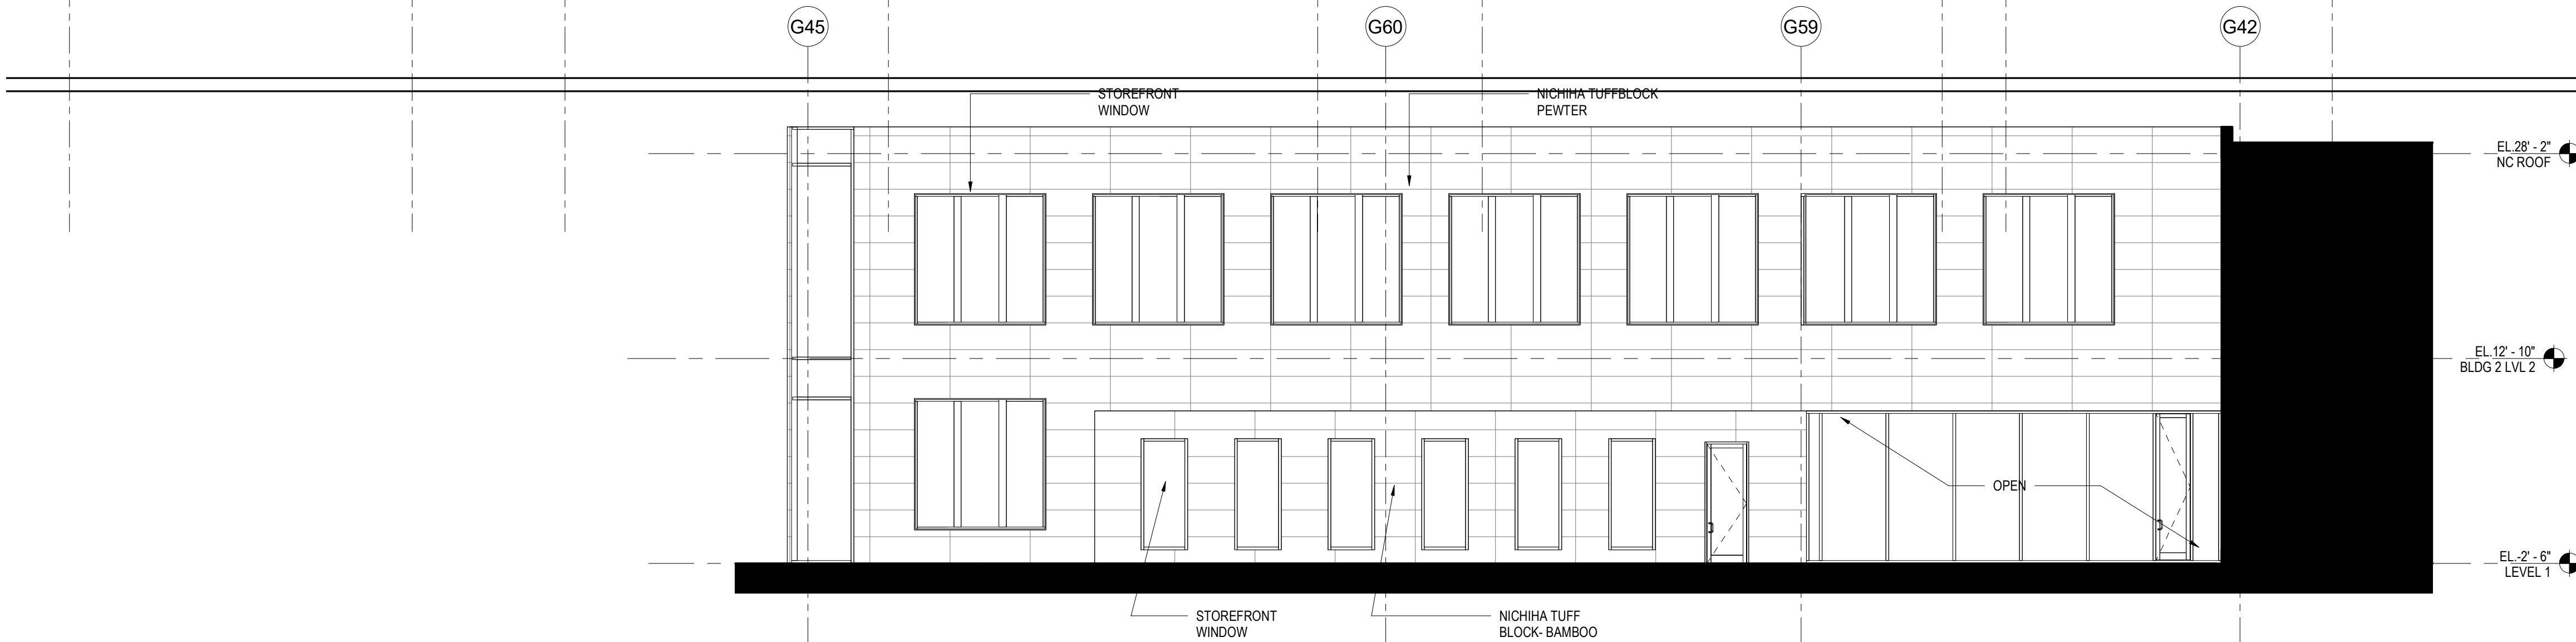 G45
G60
G59
G42
STOREFRONT
WINDOW
NICHIHA TUFFBLOCK
PEWTER
EL.28' - 2"
NC ROOF
EL.12' - 10"
BLDG 2 LVL 2
OPEN
EL.-2' - 6"
LEVEL 1
STOREFRONT
WINDOW
NICHIHA TUFF
BLOCK- BAMBOO